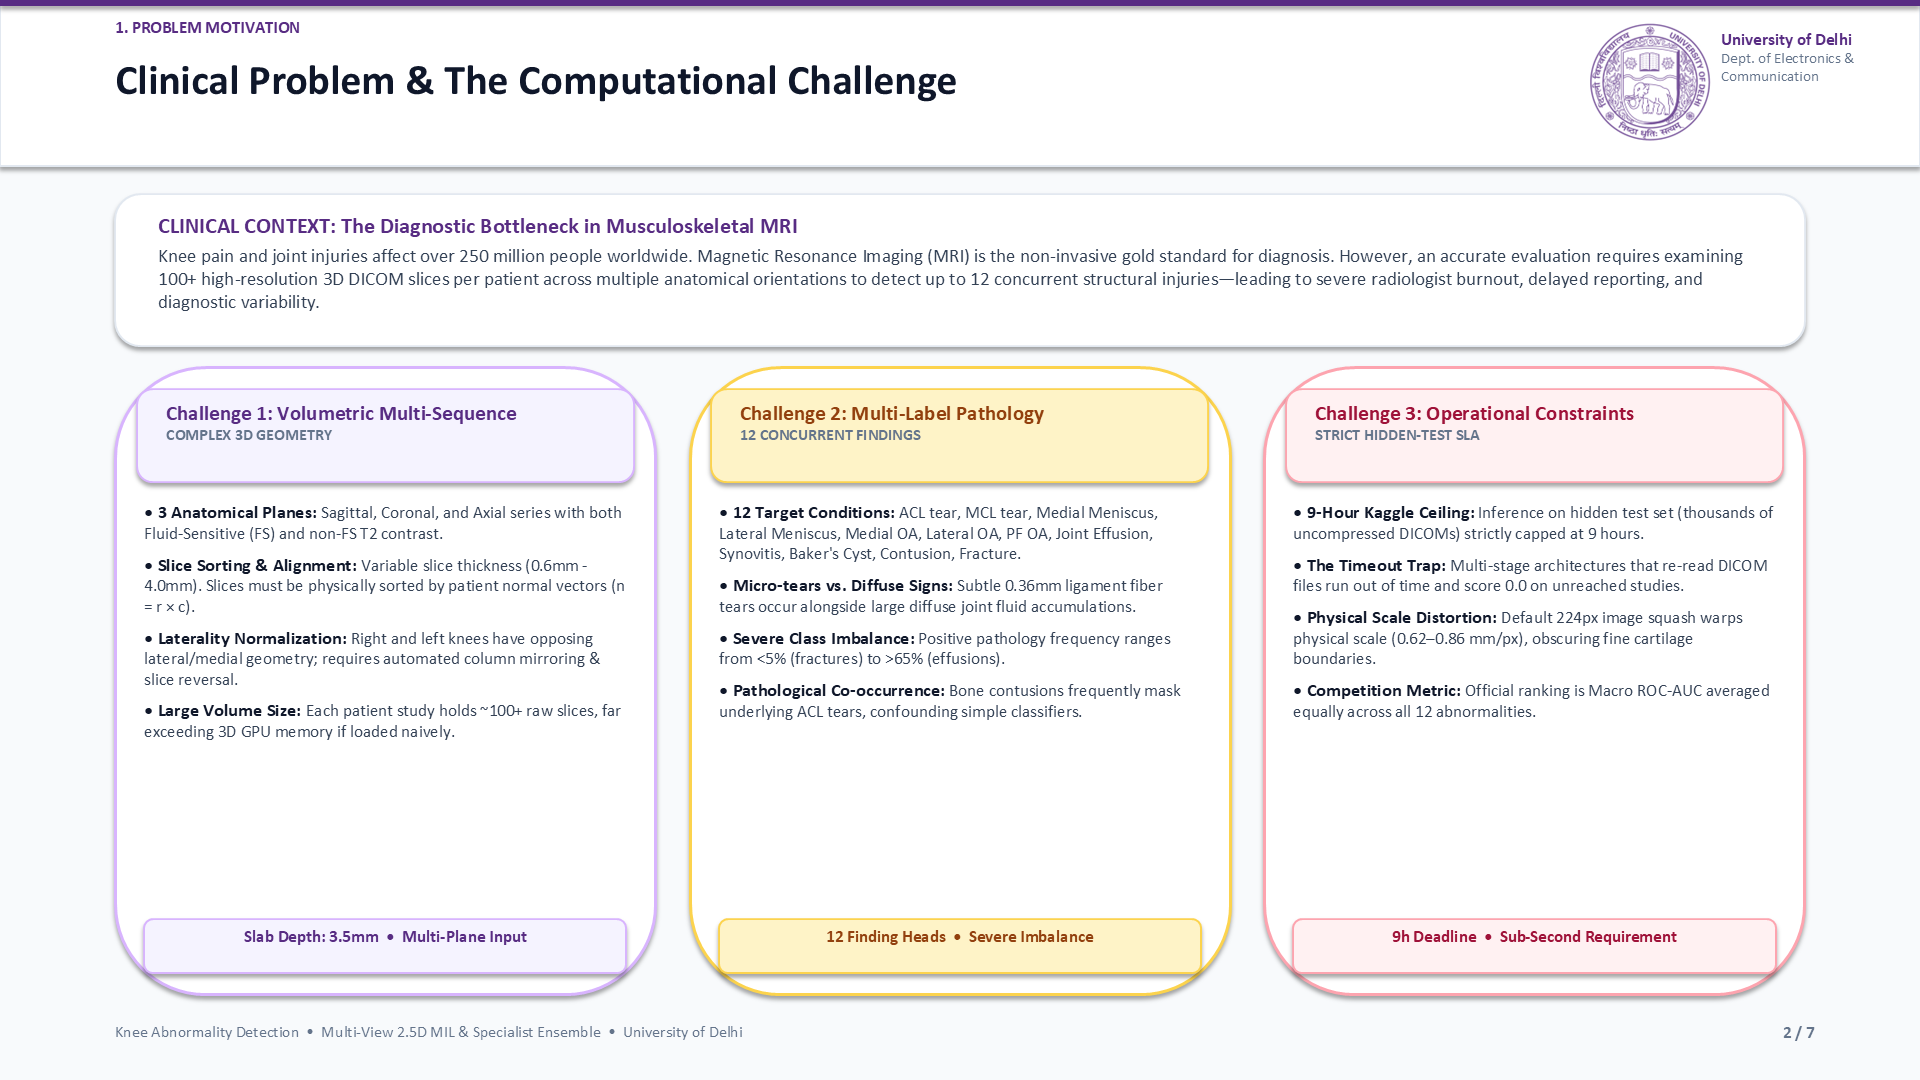 1. PROBLEM MOTIVATION
Clinical Problem & The Computational Challenge
विश्वविद्यालय
UNIVERSITY OF DELHI
दिल्ली
निष्ठा धृतिः सत्यम्
University of Delhi
Dept. of Electronics &
Communication
CLINICAL CONTEXT: The Diagnostic Bottleneck in Musculoskeletal MRI
Knee pain and joint injuries affect over 250 million people worldwide. Magnetic Resonance Imaging (MRI) is the non-invasive gold standard for diagnosis. However, an accurate evaluation requires examining
100+ high-resolution 3D DICOM slices per patient across multiple anatomical orientations to detect up to 12 concurrent structural injuries—leading to severe radiologist burnout, delayed reporting, and
diagnostic variability.
Challenge 1: Volumetric Multi-Sequence
COMPLEX 3D GEOMETRY
• 3 Anatomical Planes: Sagittal, Coronal, and Axial series with both
Fluid-Sensitive (FS) and non-FS T2 contrast.
• Slice Sorting & Alignment: Variable slice thickness (0.6mm -
4.0mm). Slices must be physically sorted by patient normal vectors (n
= r × c).
• Laterality Normalization: Right and left knees have opposing
lateral/medial geometry; requires automated column mirroring &
slice reversal.
• Large Volume Size: Each patient study holds ~100+ raw slices, far
exceeding 3D GPU memory if loaded naively.
Slab Depth: 3.5mm • Multi-Plane Input
Challenge 2: Multi-Label Pathology
12 CONCURRENT FINDINGS
• 12 Target Conditions: ACL tear, MCL tear, Medial Meniscus,
Lateral Meniscus, Medial OA, Lateral OA, PF OA, Joint Effusion,
Synovitis, Baker's Cyst, Contusion, Fracture.
• Micro-tears vs. Diffuse Signs: Subtle 0.36mm ligament fiber
tears occur alongside large diffuse joint fluid accumulations.
• Severe Class Imbalance: Positive pathology frequency ranges
from <5% (fractures) to >65% (effusions).
• Pathological Co-occurrence: Bone contusions frequently mask
underlying ACL tears, confounding simple classifiers.
12 Finding Heads • Severe Imbalance
Challenge 3: Operational Constraints
STRICT HIDDEN-TEST SLA
• 9-Hour Kaggle Ceiling: Inference on hidden test set (thousands of
uncompressed DICOMs) strictly capped at 9 hours.
• The Timeout Trap: Multi-stage architectures that re-read DICOM
files run out of time and score 0.0 on unreached studies.
• Physical Scale Distortion: Default 224px image squash warps
physical scale (0.62–0.86 mm/px), obscuring fine cartilage
boundaries.
• Competition Metric: Official ranking is Macro ROC-AUC averaged
equally across all 12 abnormalities.
9h Deadline • Sub-Second Requirement
Knee Abnormality Detection • Multi-View 2.5D MIL & Specialist Ensemble • University of Delhi
2 / 7